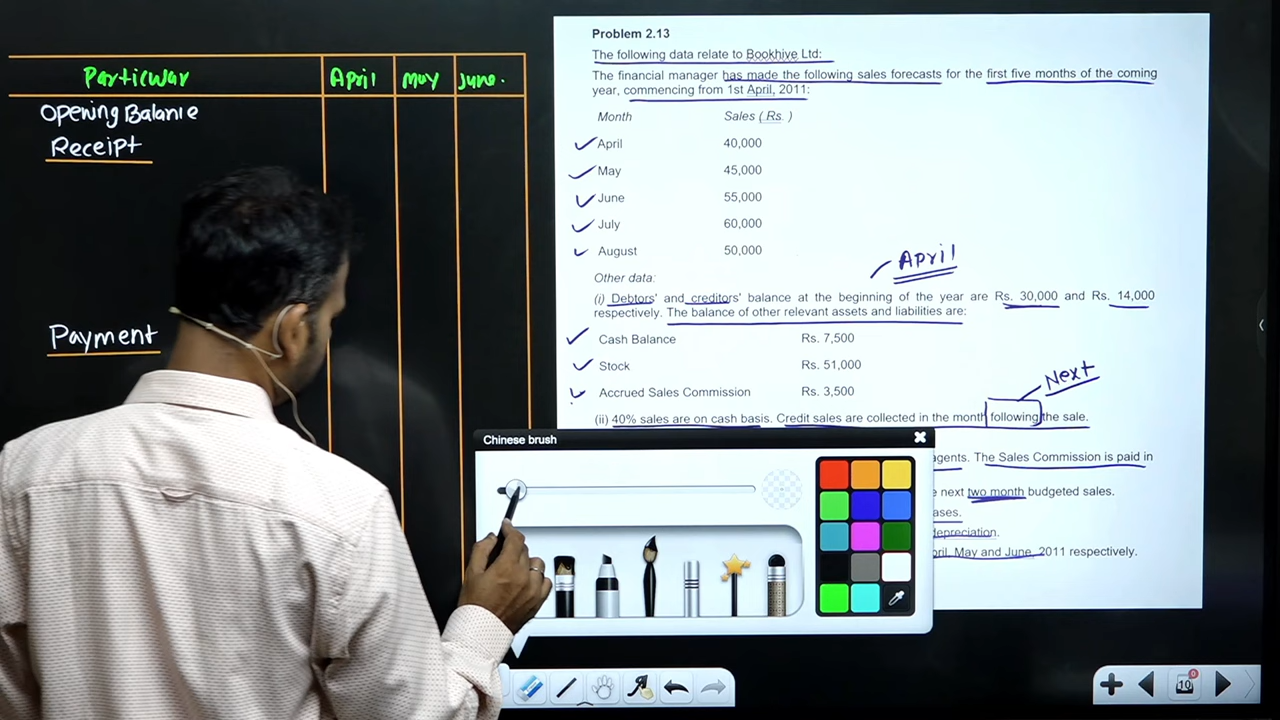 Particular April May June.
Opening Balance
Receipt
Payment
Problem 2.13
The following data relate to Bookhive Ltd:
The financial manager has made the following sales forecasts for the first five months of the coming
year, commencing from 1st April, 2011:
Month Sales ( Rs. )
April 40,000
May 45,000
June 55,000
July 60,000
August 50,000
April
Other data:
(i) Debtors' and creditors' balance at the beginning of the year are Rs. 30,000 and Rs. 14,000
respectively. The balance of other relevant assets and liabilities are:
Cash Balance Rs. 7,500
Stock Rs. 51,000
Accrued Sales Commission Rs. 3,500
Next
(ii) 40% sales are on cash basis. Credit sales are collected in the month following the sale.
agents. The Sales Commission is paid in
next two month budgeted sales.
depreciation.
May and June, 2011 respectively.
Chinese brush
10